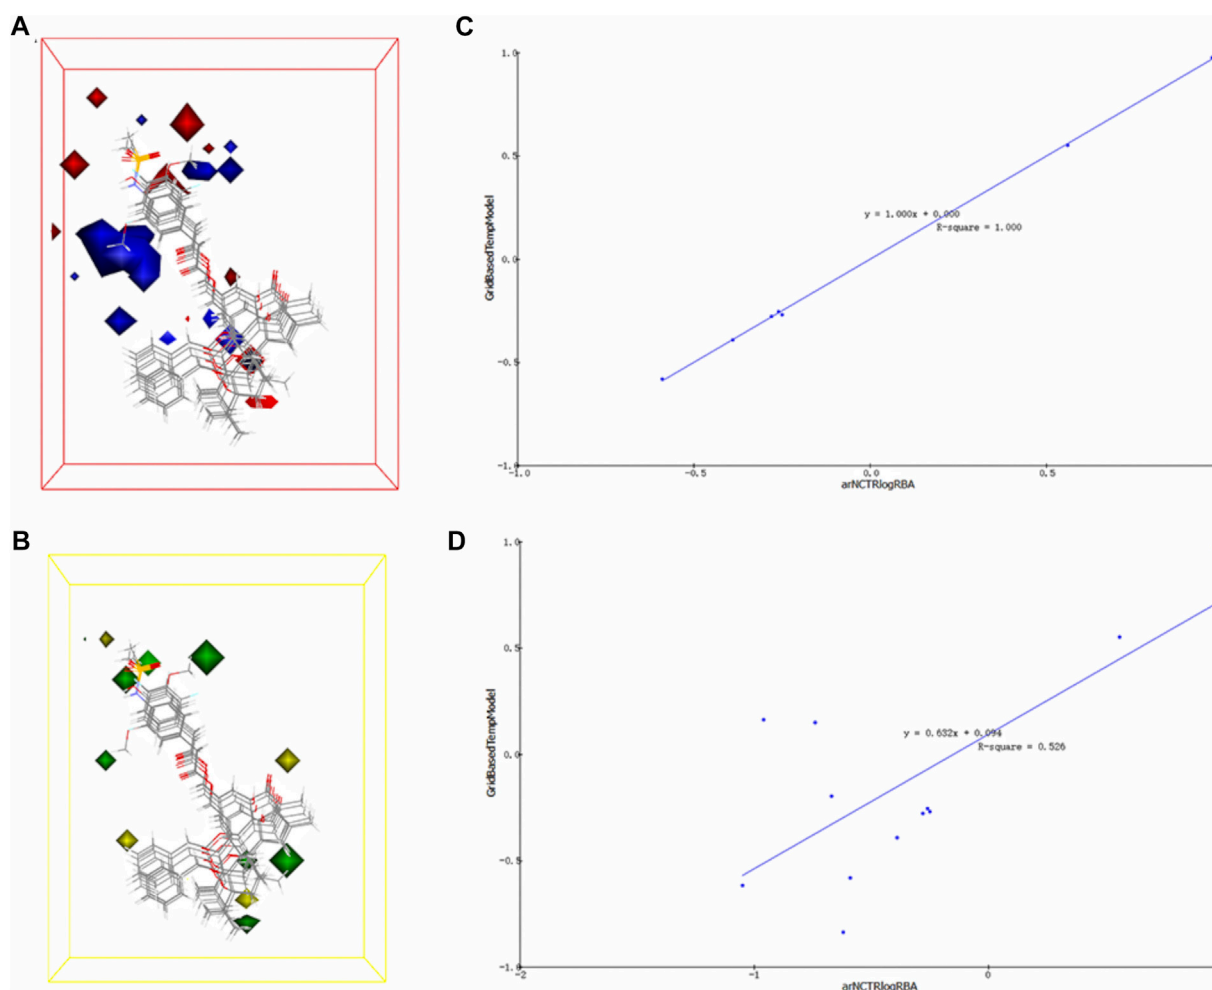 A
C
1.0
0.5
0.0
-0.5
-1.0
GridBasedTempModel
y = 1.000x + 0.000
R-square = 1.000
-1.0
-0.5
0.0
0.5
arNCTRlogRBA
B
D
1.0
0.5
0.0
-0.5
-1.0
GridBasedTempModel
y = 0.632x + 0.094
R-square = 0.526
-2
-1
0
arNCTRlogRBA